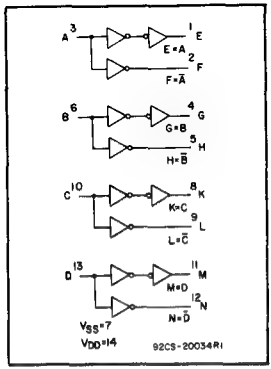 A 3 1 E
E=A
2 F
F=A̅
B 6 4 G
G=B
5 H
H=B̅
C 10 8 K
K=C
9 L
L=C̅
D 13 11 M
M=D
12 N
N=D̅
VSS=7
VDD=14
92CS-20034R1